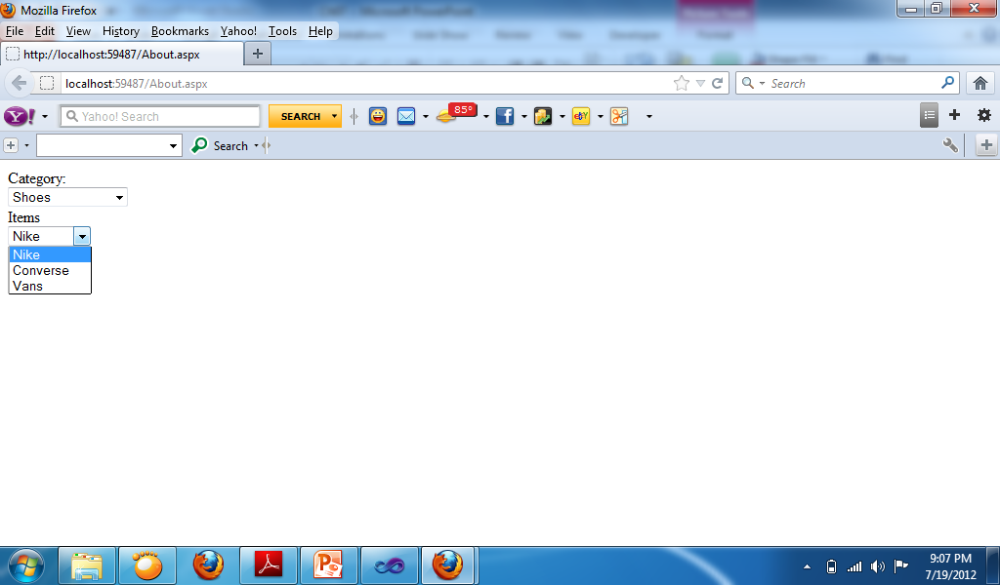 Mozilla Firefox
File Edit View History Bookmarks Yahoo! Tools Help
http://localhost:59487/About.aspx
localhost:59487/About.aspx
Search
Y! Yahoo! Search SEARCH 85°
Search
Category:
Shoes
Items
Nike
Nike
Converse
Vans
9:07 PM
7/19/2012